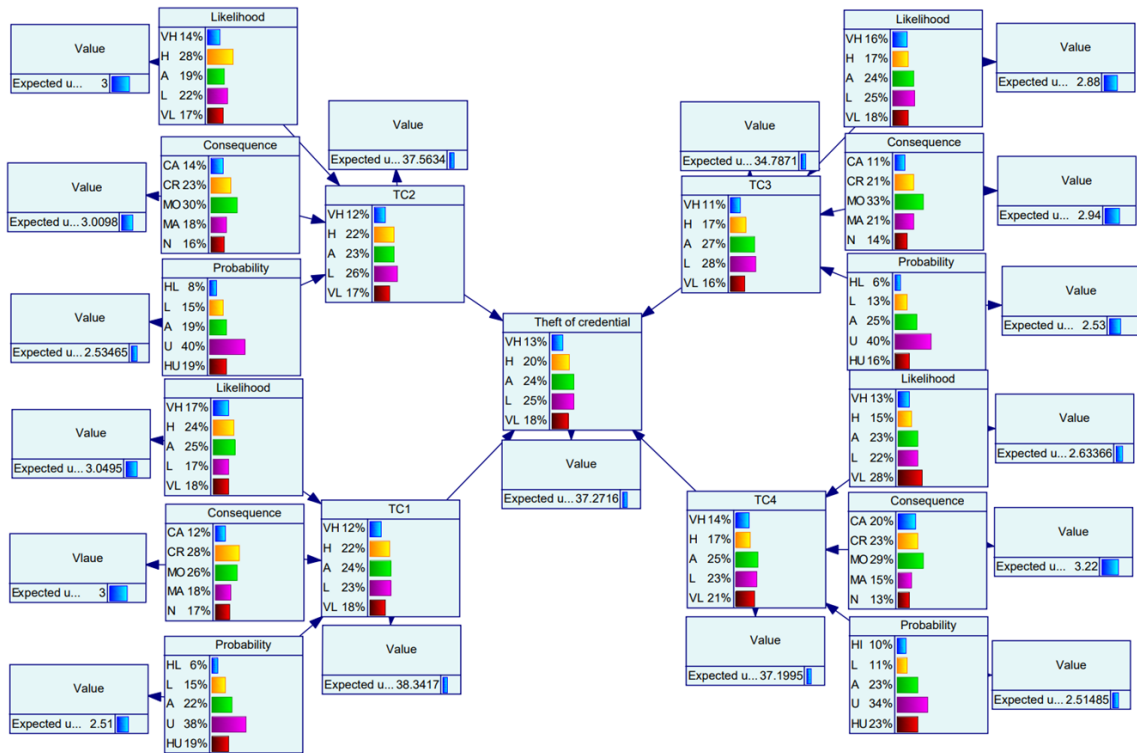 Likelihood
VH 14%
H 28%
A 19%
L 22%
VL 17%
Value
Expected u... 3
Consequence
CA 14%
CR 23%
MO 30%
MA 18%
N 16%
Value
Expected u... 3.0098
Probability
HL 8%
L 15%
A 19%
U 40%
HU 19%
Value
Expected u... 2.53465
Value
Expected u... 37.5634
TC2
VH 12%
H 22%
A 23%
L 26%
VL 17%
Likelihood
VH 16%
H 17%
A 24%
L 25%
VL 18%
Value
Expected u... 2.88
Consequence
CA 11%
CR 21%
MO 33%
MA 21%
N 14%
Value
Expected u... 2.94
Probability
HL 6%
L 13%
A 25%
U 40%
HU 16%
Value
Expected u... 2.53
Value
Expected u... 34.7871
TC3
VH 11%
H 17%
A 27%
L 28%
VL 16%
Theft of credential
VH 13%
H 20%
A 24%
L 25%
VL 18%
Value
Expected u... 37.2716
Likelihood
VH 17%
H 24%
A 25%
L 17%
VL 18%
Value
Expected u... 3.0495
Consequence
CA 12%
CR 28%
MO 26%
MA 18%
N 17%
Vlaue
Expected u... 3
Probability
HL 6%
L 15%
A 22%
U 38%
HU 19%
Value
Expected u... 2.51
TC1
VH 12%
H 22%
A 24%
L 23%
VL 18%
Value
Expected u... 38.3417
Likelihood
VH 13%
H 15%
A 23%
L 22%
VL 28%
Value
Expected u... 2.63366
Consequence
CA 20%
CR 23%
MO 29%
MA 15%
N 13%
Value
Expected u... 3.22
Probability
HI 10%
L 11%
A 23%
U 34%
HU 23%
Value
Expected u... 2.51485
TC4
VH 14%
H 17%
A 25%
L 23%
VL 21%
Value
Expected u... 37.1995